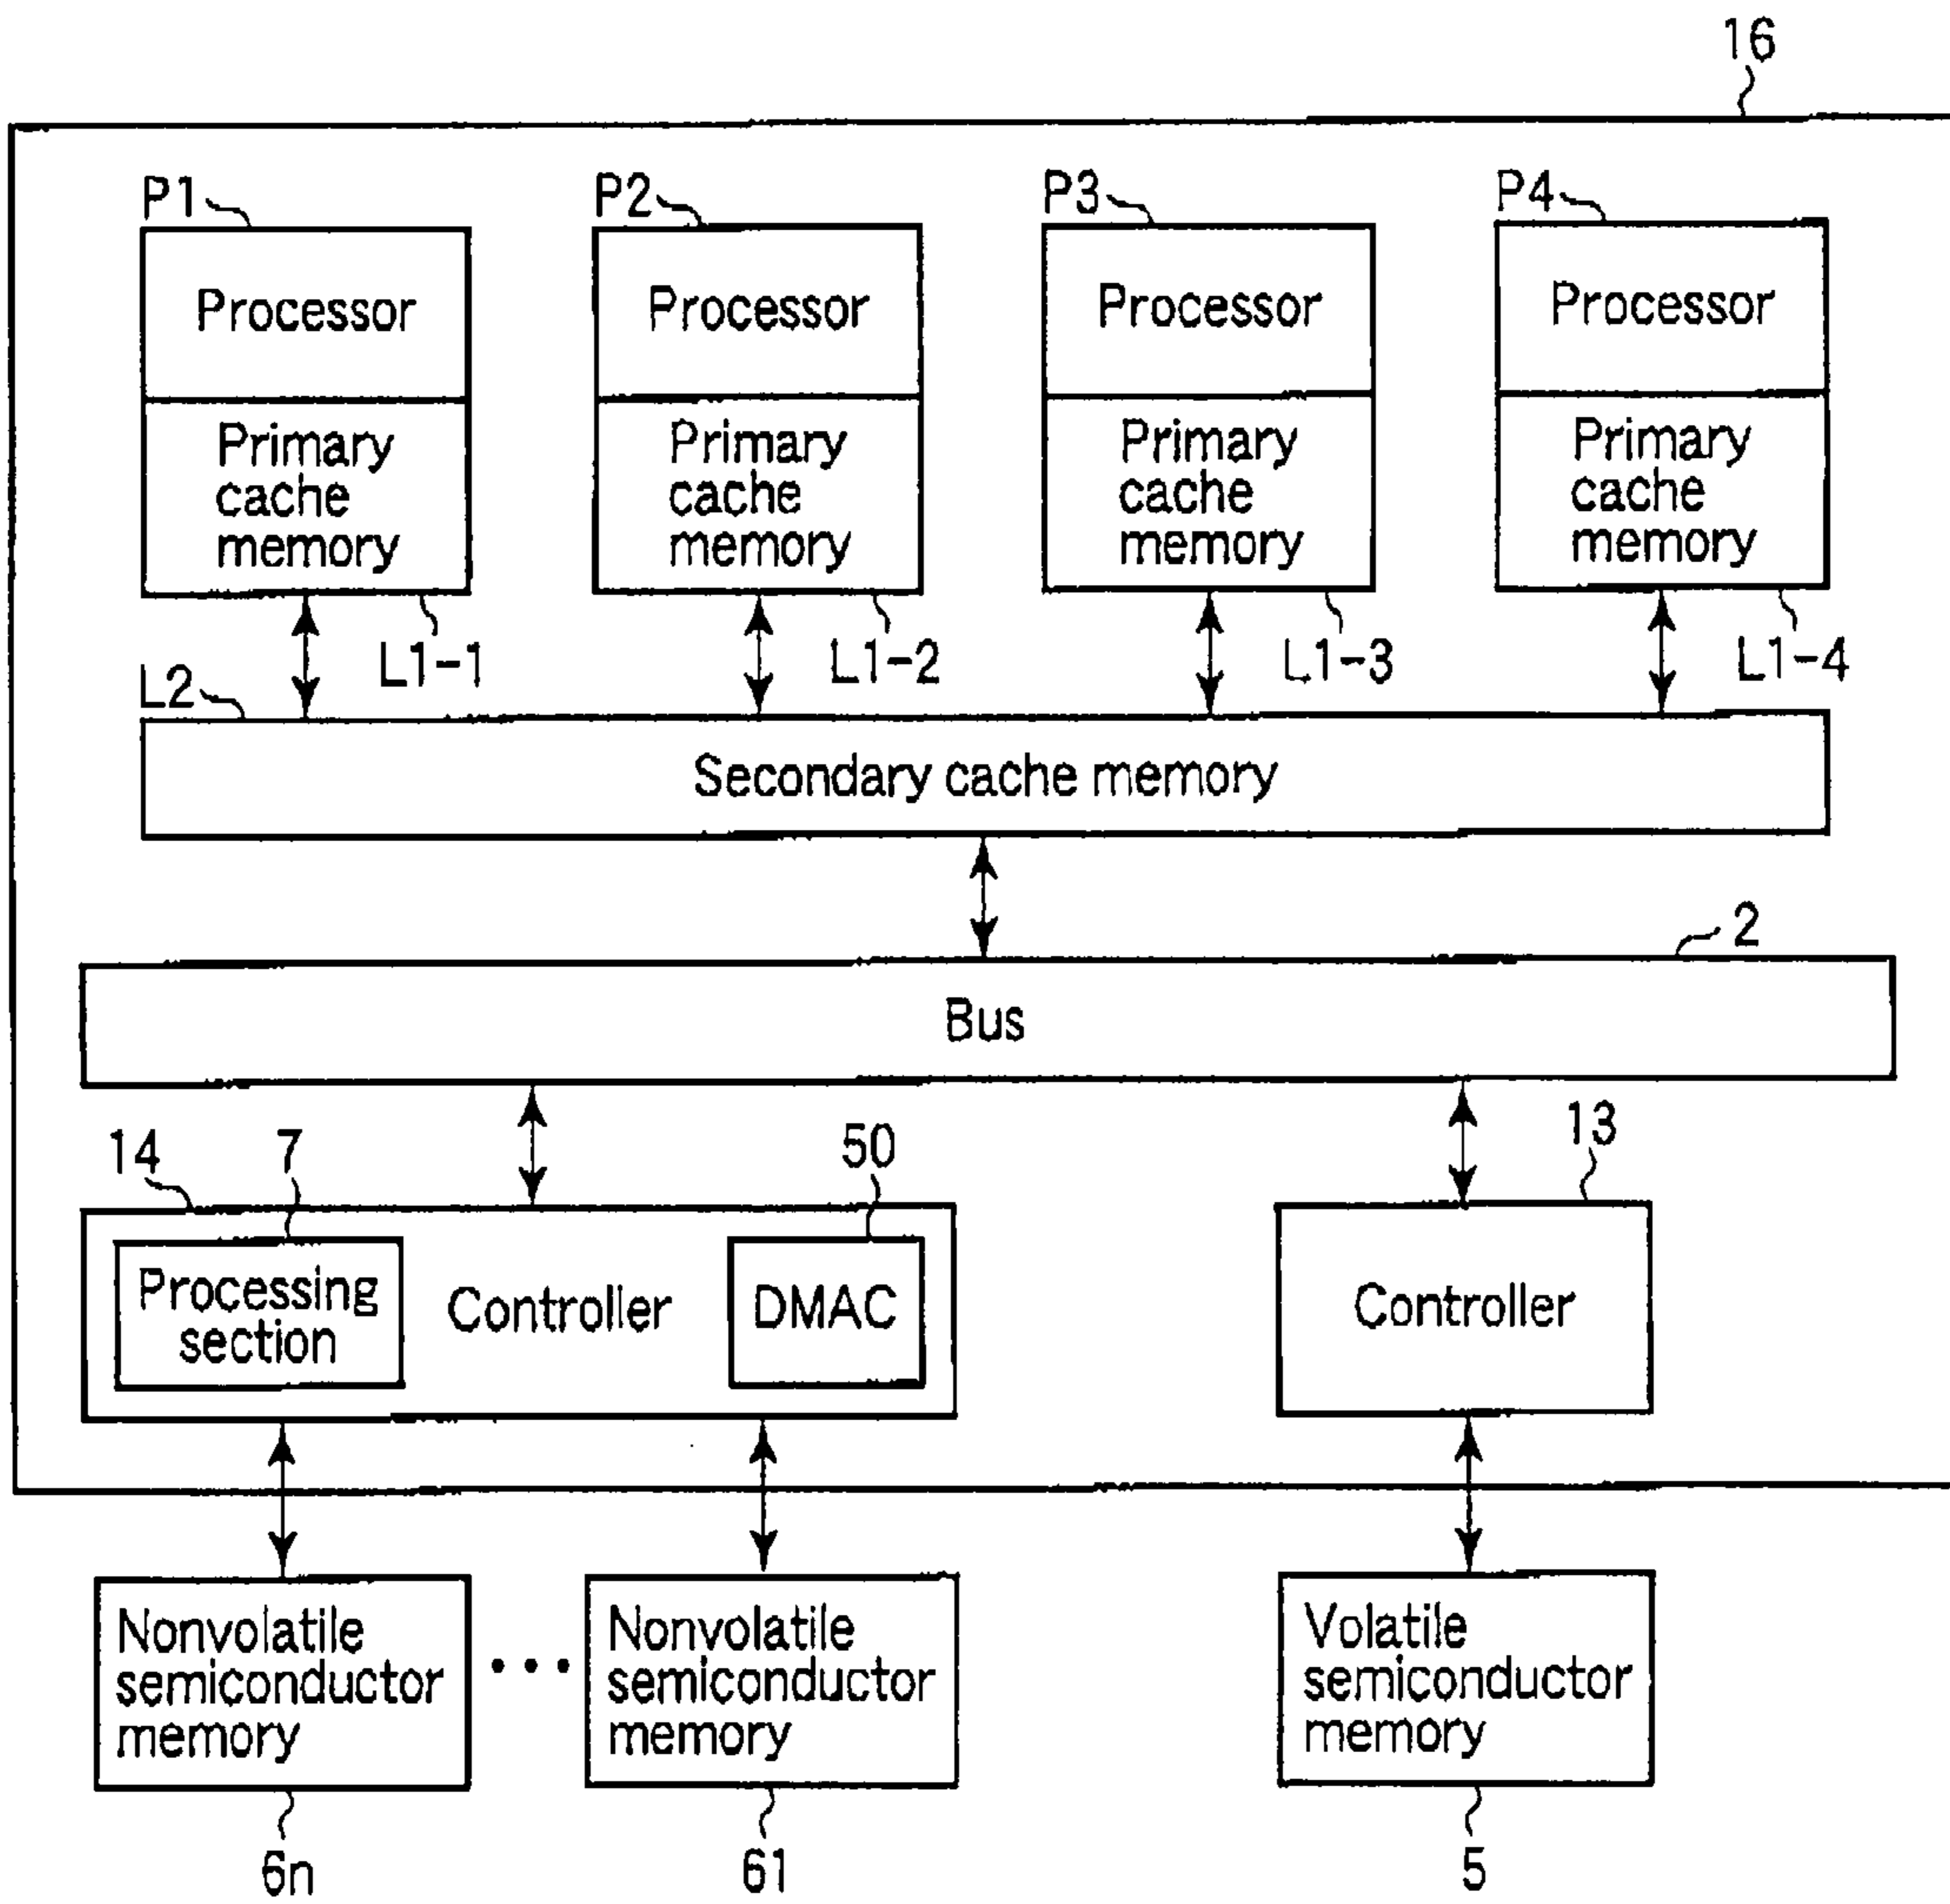 16
P1
P2
P3
P4
Processor
Processor
Processor
Processor
Primary
cache
memory
Primary
cache
memory
Primary
cache
memory
Primary
cache
memory
L1-1
L1-2
L1-3
L1-4
L2
Secondary cache memory
2
Bus
14
7
50
13
Processing
section
Controller
DMAC
Controller
Nonvolatile
semiconductor
memory
Nonvolatile
semiconductor
memory
Volatile
semiconductor
memory
6n
61
5